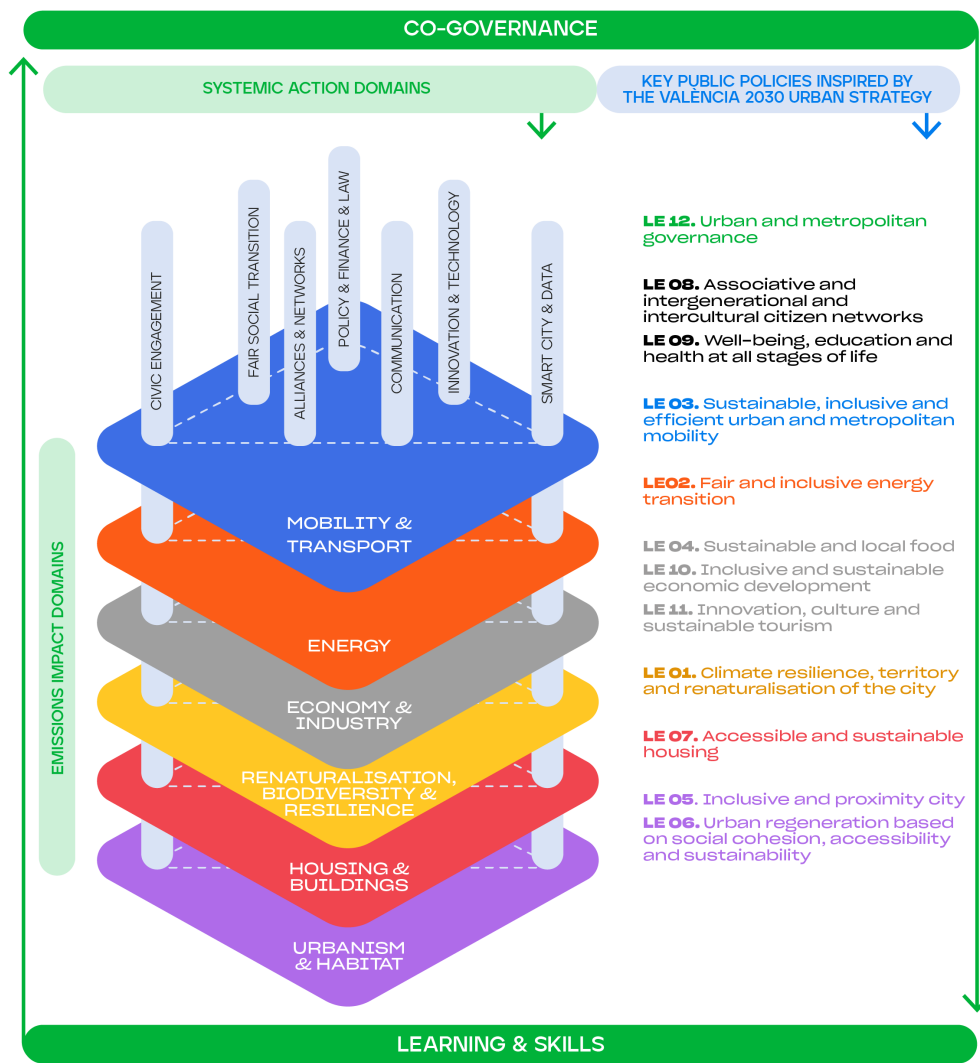 CO-GOVERNANCE
SYSTEMIC ACTION DOMAINS
KEY PUBLIC POLICIES INSPIRED BY
THE VALÈNCIA 2030 URBAN STRATEGY
CIVIC ENGAGEMENT
FAIR SOCIAL TRANSITION
ALLIANCES & NETWORKS
POLICY & FINANCE & LAW
COMMUNICATION
INNOVATION & TECHNOLOGY
SMART CITY & DATA
EMISSIONS IMPACT DOMAINS
MOBILITY &
TRANSPORT
ENERGY
ECONOMY &
INDUSTRY
RENATURALISATION,
BIODIVERSITY &
RESILIENCE
HOUSING &
BUILDINGS
URBANISM
& HABITAT
LE 12. Urban and metropolitan
governance
LE 08. Associative and
intergenerational and
intercultural citizen networks
LE 09. Well-being, education and
health at all stages of life
LE 03. Sustainable, inclusive and
efficient urban and metropolitan
mobility
LE02. Fair and inclusive energy
transition
LE 04. Sustainable and local food
LE 10. Inclusive and sustainable
economic development
LE 11. Innovation, culture and
sustainable tourism
LE 01. Climate resilience, territory
and renaturalisation of the city
LE 07. Accessible and sustainable
housing
LE 05. Inclusive and proximity city
LE 06. Urban regeneration based
on social cohesion, accessibility
and sustainability
LEARNING & SKILLS